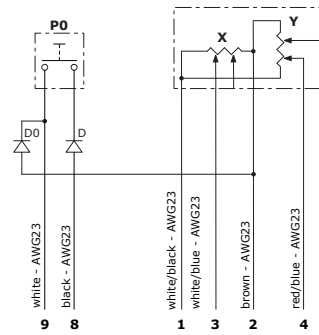 P0
X
Y
D0
D
white - AWG23
black - AWG23
white/black - AWG23
white/blue - AWG23
brown - AWG23
red/blue - AWG23
9 8 1 3 2 4